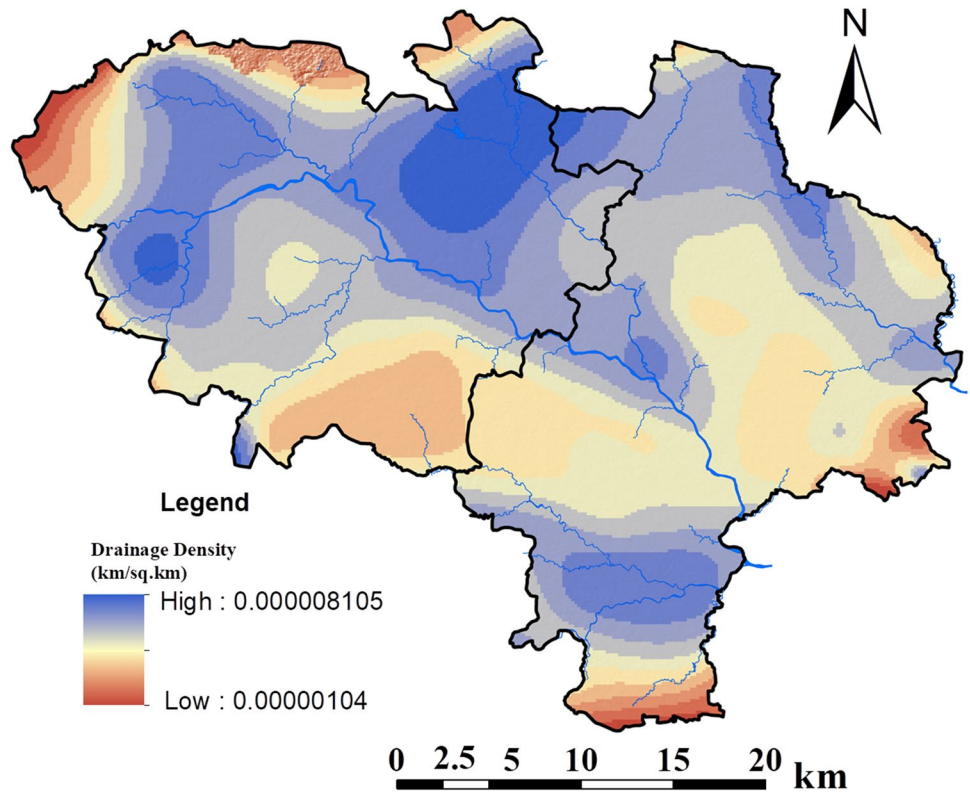 N
Legend
Drainage Density
(km/sq.km)
High : 0.000008105
Low : 0.00000104
0 2.5 5 10 15 20 km